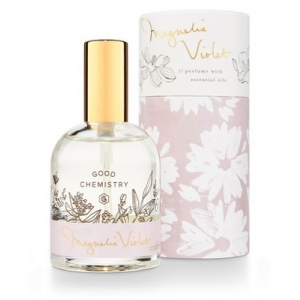 Magnolia
Violet
perfume with
essential oils
GOOD
CHEMISTRY
Magnolia Violet